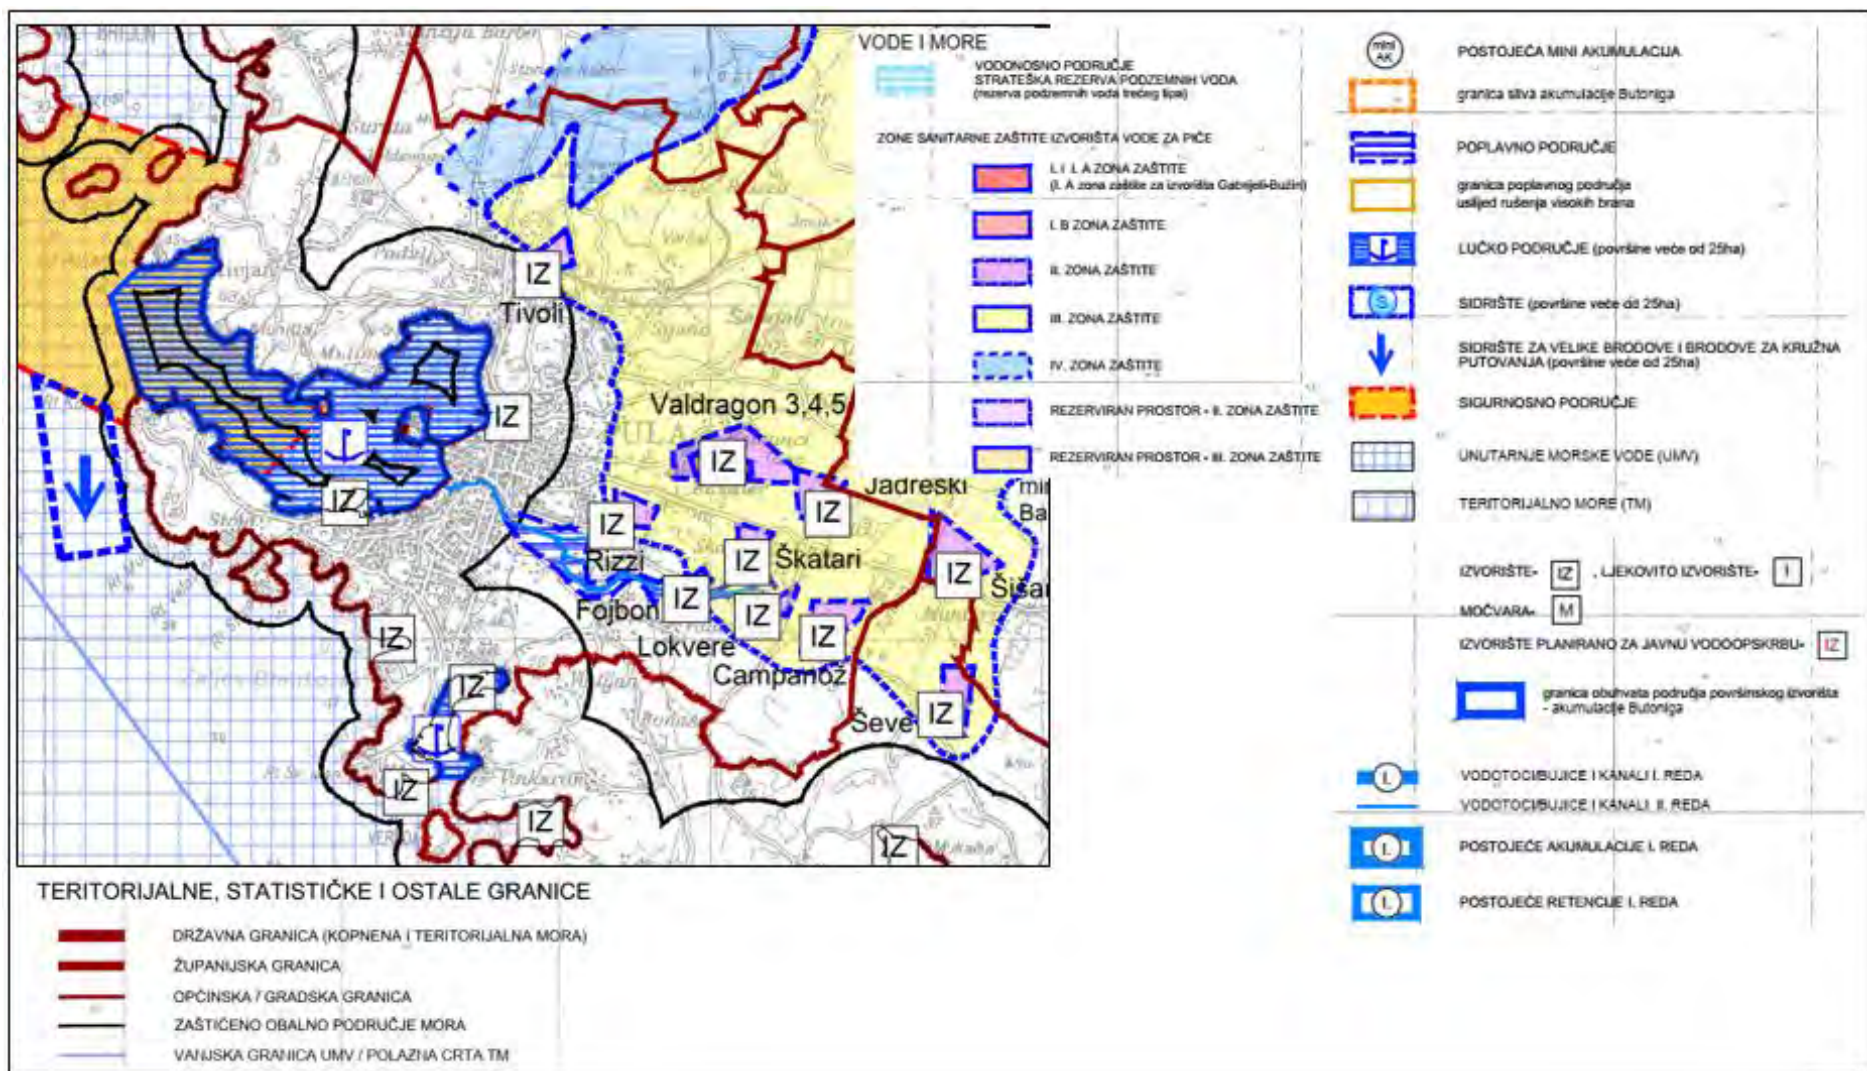 VODE I MORE
VODONOSNO PODRUČJE
STRATEŠKA REZERVA PODZEMNIH VODA
(rezerva podzemnih voda trećeg tipa)
ZONE SANITARNE ZAŠTITE IZVORIŠTA VODE ZA PIĆE
I. I I. A ZONA ZAŠTITE
(I. A zona zaštite za izvorišta Gabrijeli-Bužini)
I. B ZONA ZAŠTITE
II. ZONA ZAŠTITE
III. ZONA ZAŠTITE
IV. ZONA ZAŠTITE
REZERVIRAN PROSTOR - II. ZONA ZAŠTITE
REZERVIRAN PROSTOR - III. ZONA ZAŠTITE
mini AK
POSTOJEĆA MINI AKUMULACIJA
granica sliva akumulacije Butoniga
POPLAVNO PODRUČJE
granica poplavnog područja
uslijed rušenja visokih brana
LUČKO PODRUČJE (površine veće od 25ha)
S
SIDRIŠTE (površine veće od 25ha)
SIDRIŠTE ZA VELIKE BRODOVE I BRODOVE ZA KRUŽNA
PUTOVANJA (površine veće od 25ha)
SIGURNOSNO PODRUČJE
UNUTARNJE MORSKE VODE (UMV)
TERITORIJALNO MORE (TM)
IZVORIŠTE- IZ , LJEKOVITO IZVORIŠTE- I
MOČVARA- M
IZVORIŠTE PLANIRANO ZA JAVNU VODOOPSKRBU- IZ
granica obuhvata područja površinskog izvorišta
- akumulacije Butoniga
I. VODOTOCI/BUJICE I KANALI I. REDA
VODOTOCI/BUJICE I KANALI II. REDA
I. POSTOJEĆE AKUMULACIJE I. REDA
I. POSTOJEĆE RETENCIJE I. REDA
IZ
Tivoli
IZ
Valdragon 3,4,5
IZ
Jadreski
IZ
IZ
IZ
Rizzi
IZ
Škatari
IZ
Šišan
Fojbon
IZ
IZ
Lokvere
IZ
Campanož
IZ
IZ
Ševe
IZ
IZ
IZ
IZ
TERITORIJALNE, STATISTIČKE I OSTALE GRANICE
DRŽAVNA GRANICA (KOPNENA I TERITORIJALNA MORA)
ŽUPANIJSKA GRANICA
OPĆINSKA / GRADSKA GRANICA
ZAŠTIĆENO OBALNO PODRUČJE MORA
VANJSKA GRANICA UMV / POLAZNA CRTA TM